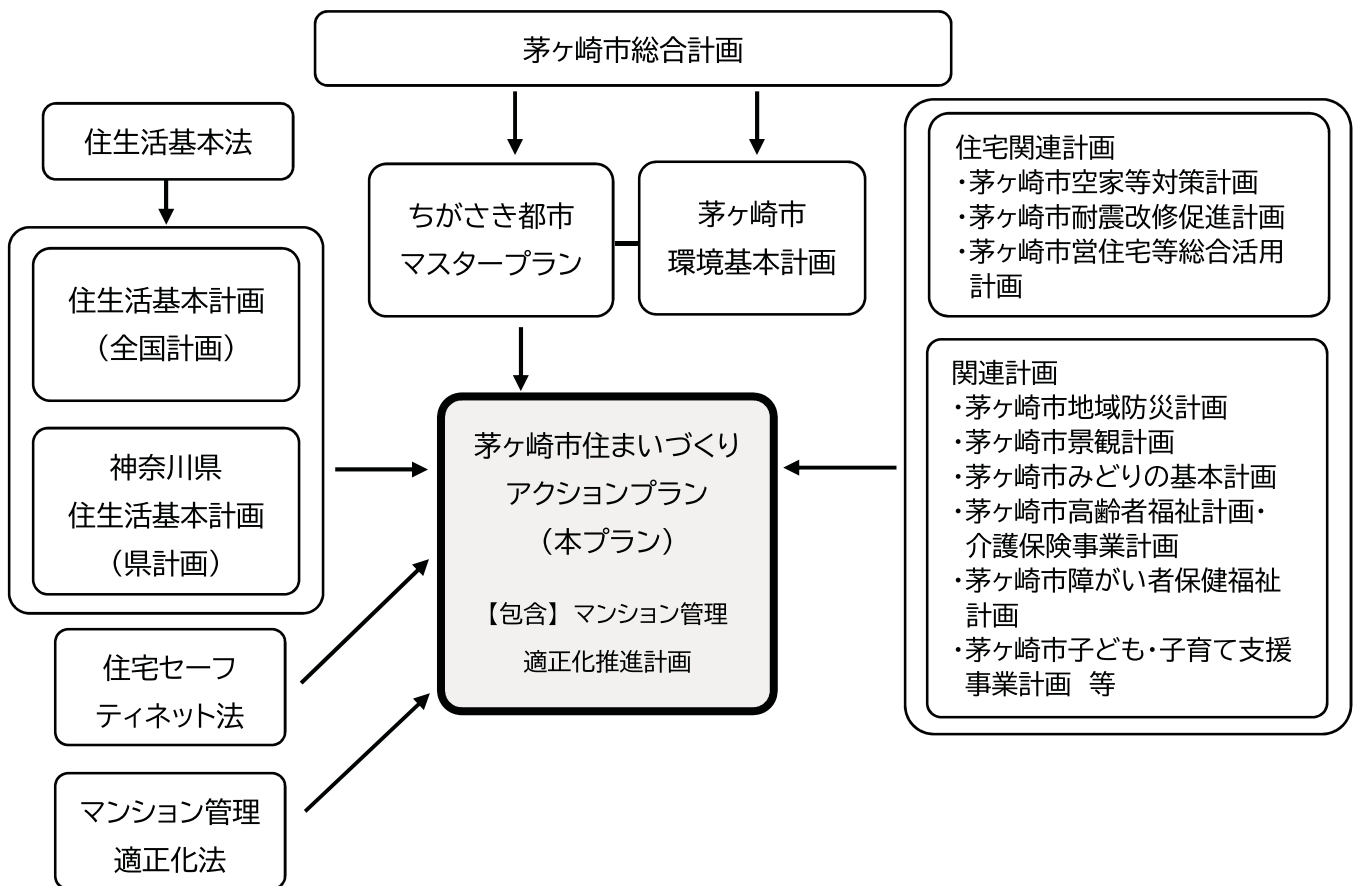 茅ヶ崎市総合計画
住生活基本法
ちがさき都市
マスタープラン
茅ヶ崎市
環境基本計画
住生活基本計画
（全国計画）
神奈川県
住生活基本計画
（県計画）
住宅セーフ
ティネット法
マンション管理
適正化法
茅ヶ崎市住まいづくり
アクションプラン
（本プラン）
【包含】マンション管理
適正化推進計画
住宅関連計画
・茅ヶ崎市空家等対策計画
・茅ヶ崎市耐震改修促進計画
・茅ヶ崎市営住宅等総合活用
計画
関連計画
・茅ヶ崎市地域防災計画
・茅ヶ崎市景観計画
・茅ヶ崎市みどりの基本計画
・茅ヶ崎市高齢者福祉計画・
介護保険事業計画
・茅ヶ崎市障がい者保健福祉
計画
・茅ヶ崎市子ども・子育て支援
事業計画　等